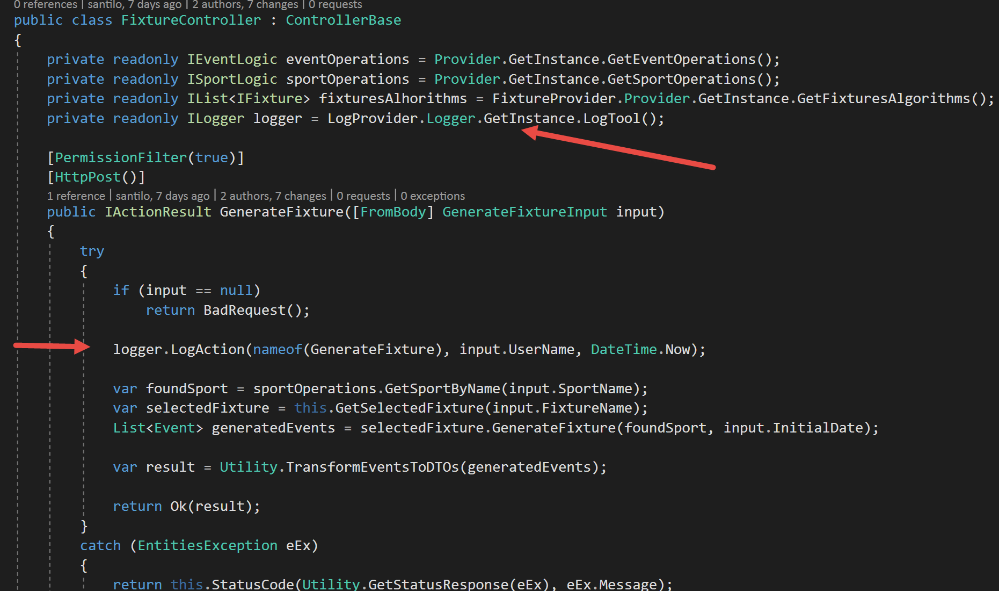 0 references | santilo, 7 days ago | 2 authors, 7 changes | 0 requests
public class FixtureController : ControllerBase
{
    private readonly IEventLogic eventOperations = Provider.GetInstance.GetEventOperations();
    private readonly ISportLogic sportOperations = Provider.GetInstance.GetSportOperations();
    private readonly IList<IFixture> fixturesAlhorithms = FixtureProvider.Provider.GetInstance.GetFixturesAlgorithms();
    private readonly ILogger logger = LogProvider.Logger.GetInstance.LogTool();

    [PermissionFilter(true)]
    [HttpPost()]
    1 reference | santilo, 7 days ago | 2 authors, 7 changes | 0 requests | 0 exceptions
    public IActionResult GenerateFixture([FromBody] GenerateFixtureInput input)
    {
        try
        {
            if (input == null)
                return BadRequest();

            logger.LogAction(nameof(GenerateFixture), input.UserName, DateTime.Now);

            var foundSport = sportOperations.GetSportByName(input.SportName);
            var selectedFixture = this.GetSelectedFixture(input.FixtureName);
            List<Event> generatedEvents = selectedFixture.GenerateFixture(foundSport, input.InitialDate);

            var result = Utility.TransformEventsToDTOs(generatedEvents);

            return Ok(result);
        }
        catch (EntitiesException eEx)
        {
            return this.StatusCode(Utility.GetStatusResponse(eEx), eEx.Message);